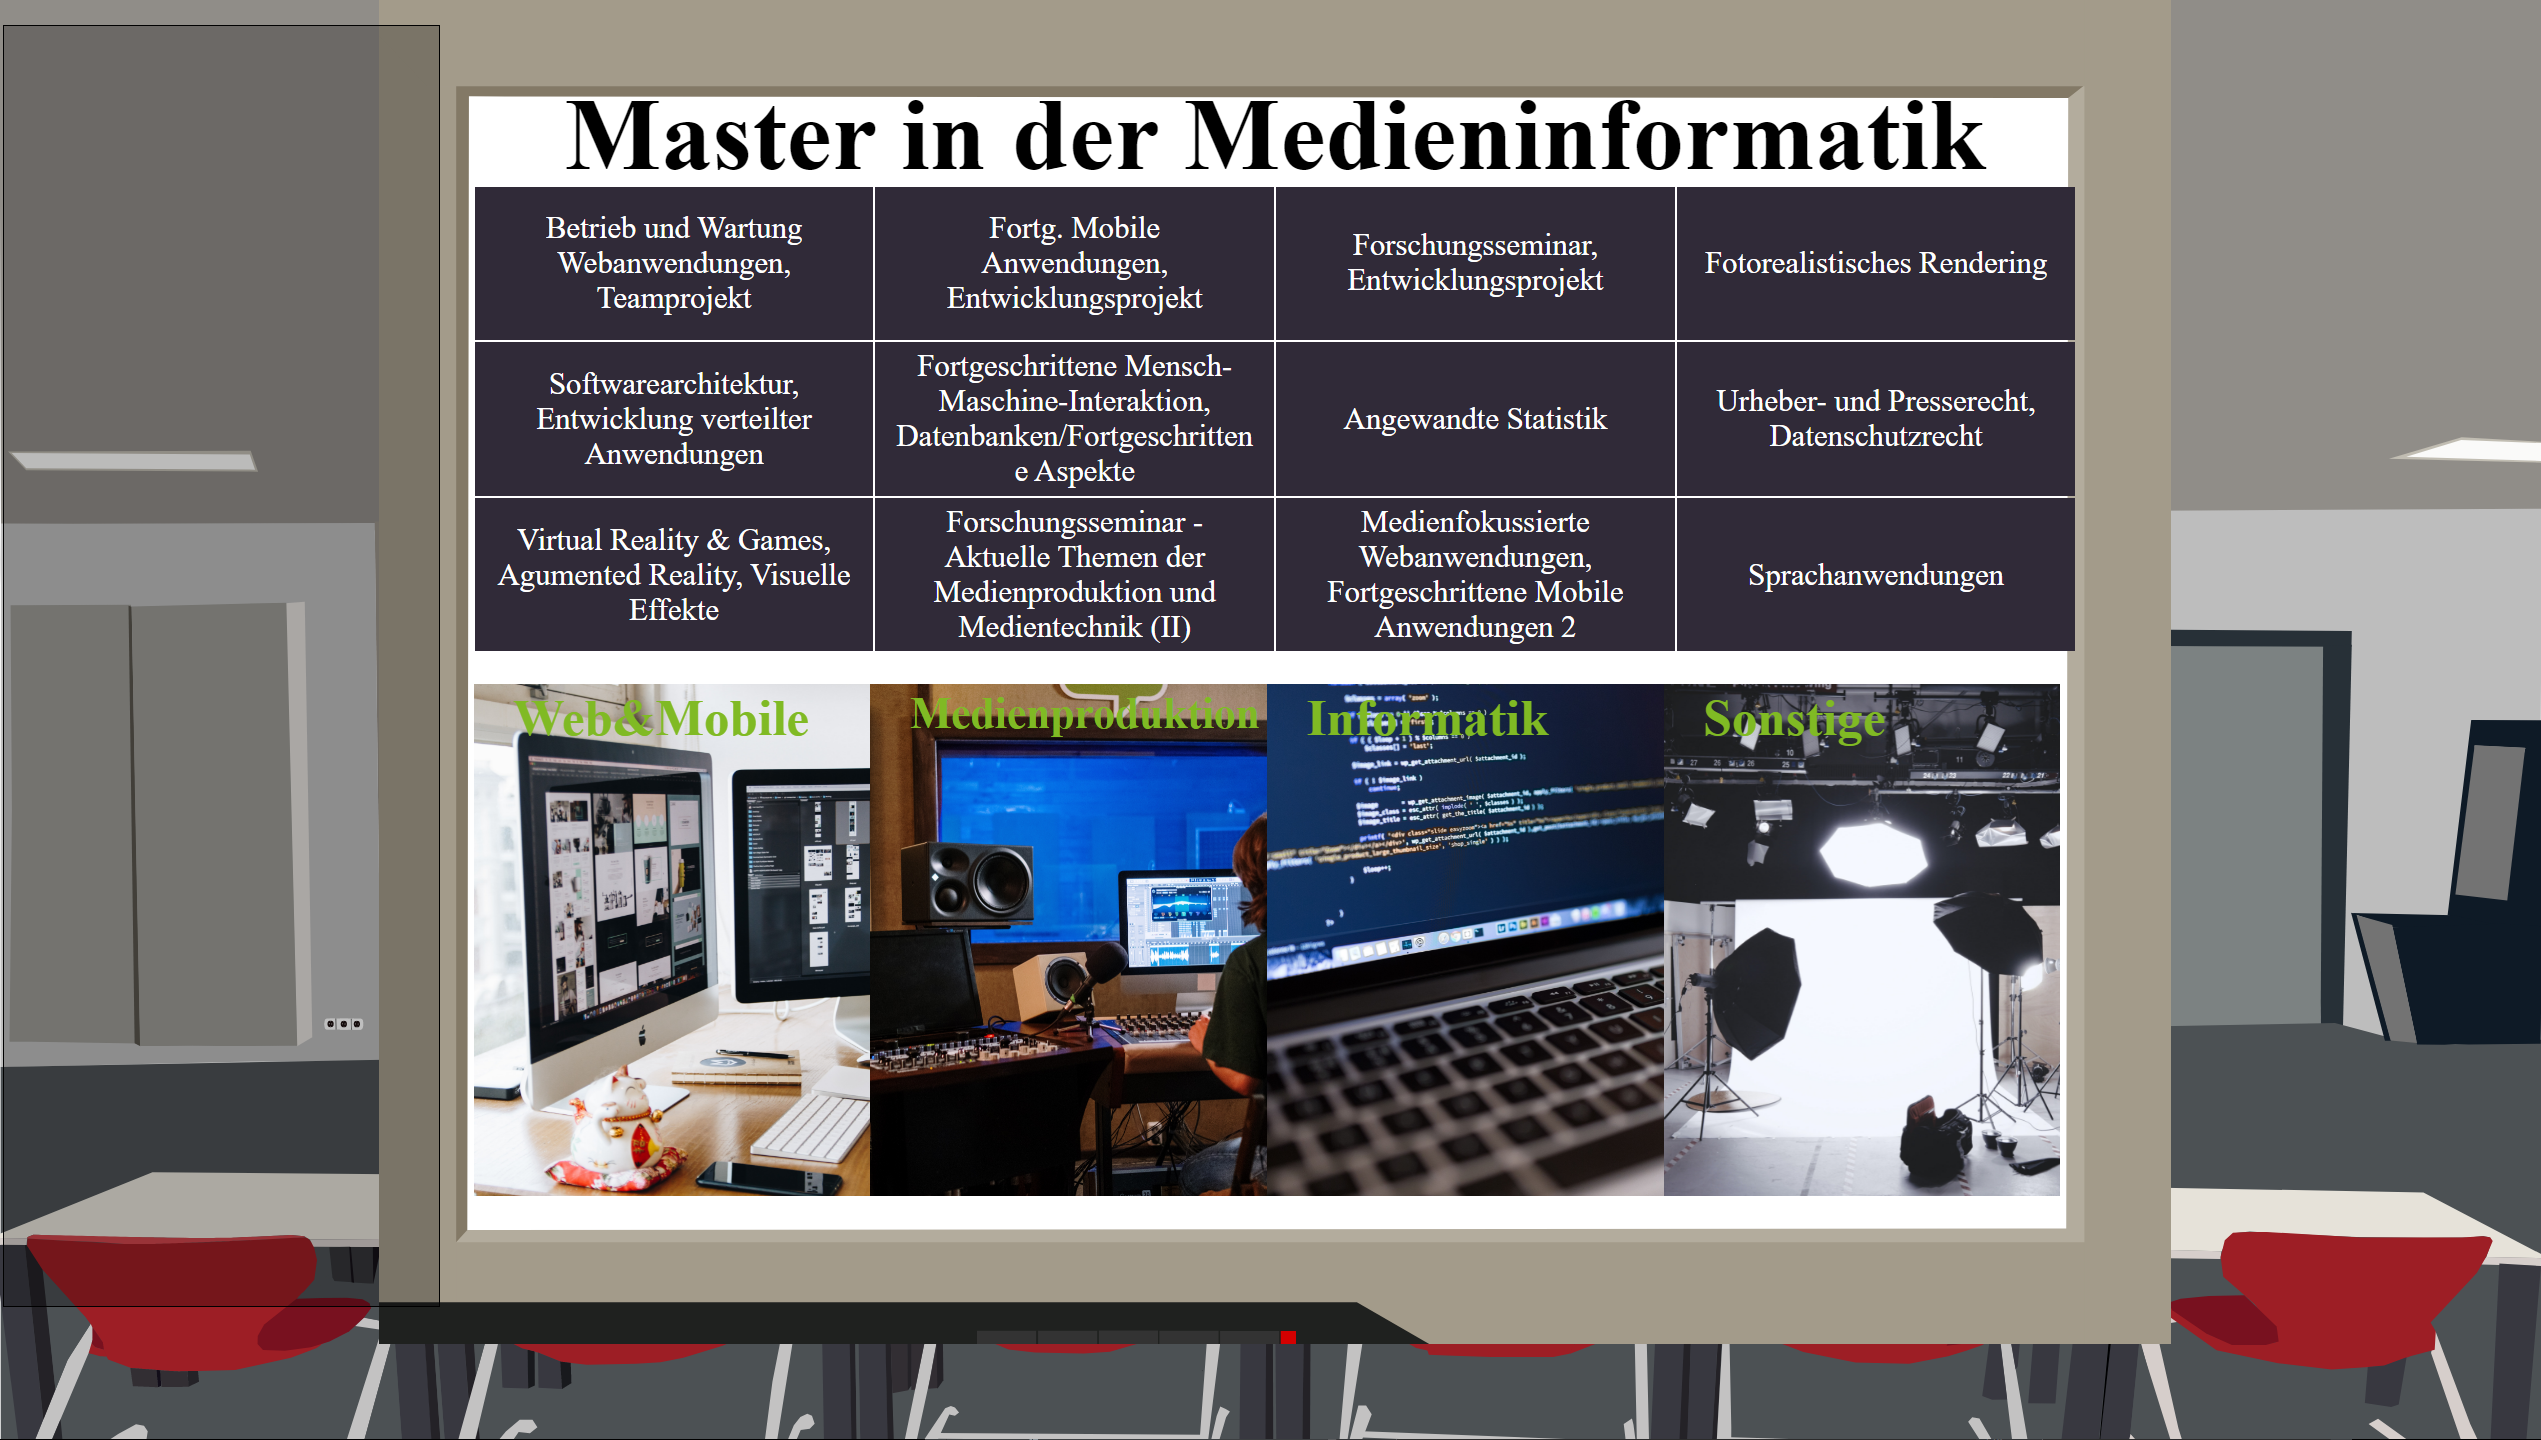 Master in der Medieninformatik
Betrieb und Wartung
Webanwendungen,
Teamprojekt
Fortg. Mobile
Anwendungen,
Entwicklungsprojekt
Forschungsseminar,
Entwicklungsprojekt
Fotorealistisches Rendering
Softwarearchitektur,
Entwicklung verteilter
Anwendungen
Fortgeschrittene Mensch-
Maschine-Interaktion,
Datenbanken/Fortgeschritten
e Aspekte
Angewandte Statistik
Urheber- und Presserecht,
Datenschutzrecht
Virtual Reality & Games,
Agumented Reality, Visuelle
Effekte
Forschungsseminar -
Aktuelle Themen der
Medienproduktion und
Medientechnik (II)
Medienfokussierte
Webanwendungen,
Fortgeschrittene Mobile
Anwendungen 2
Sprachanwendungen
Web&Mobile
Medienproduktion
Informatik
Sonstige